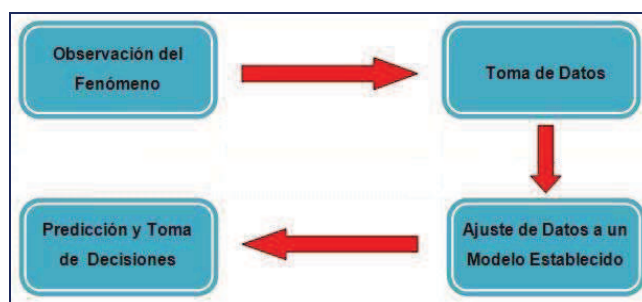 Observación del
Fenómeno
Toma de Datos
Ajuste de Datos a un
Modelo Establecido
Predicción y Toma
de Decisiones